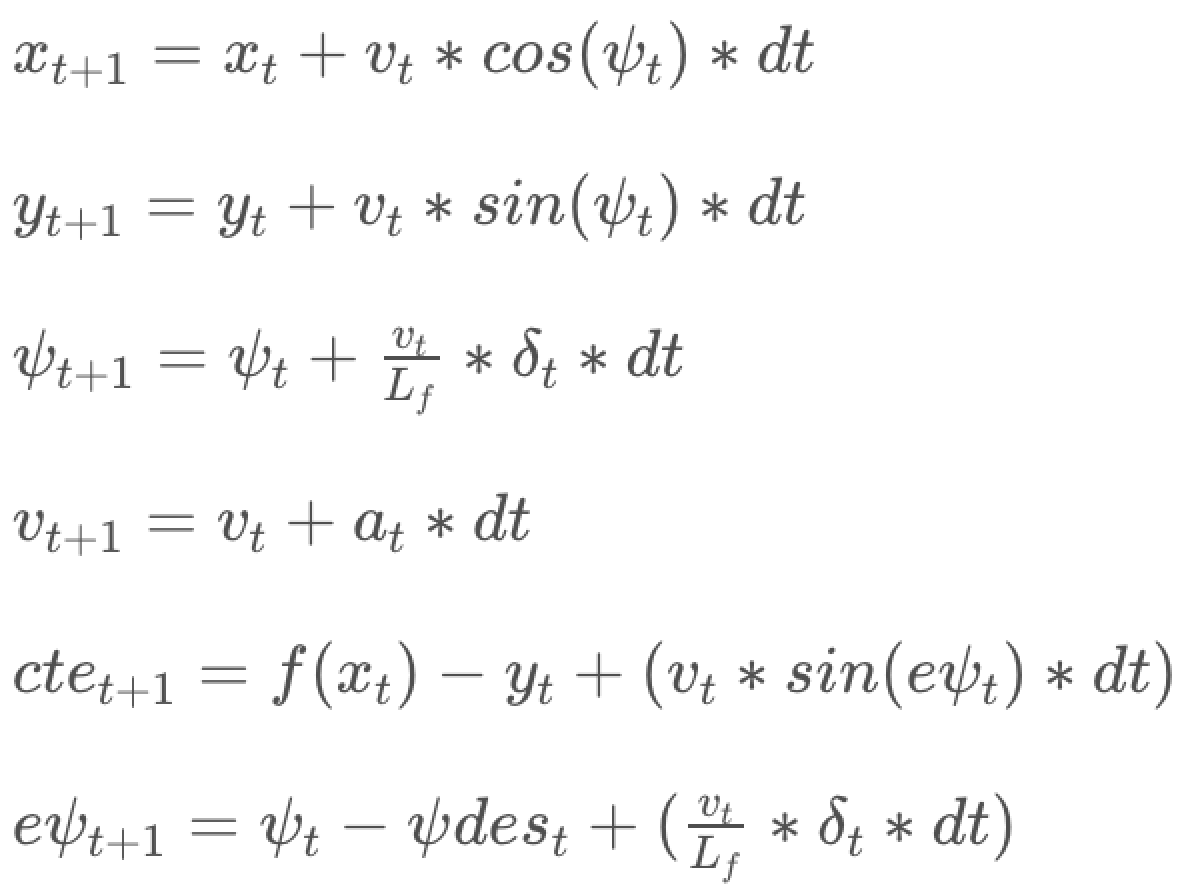 x_{t+1} = x_t + v_t * cos(ψ_t) * dt
y_{t+1} = y_t + v_t * sin(ψ_t) * dt
ψ_{t+1} = ψ_t + \frac{v_t}{L_f} * δ_t * dt
v_{t+1} = v_t + a_t * dt
cte_{t+1} = f(x_t) − y_t + (v_t * sin(eψ_t) * dt)
eψ_{t+1} = ψ_t − ψdes_t + (\frac{v_t}{L_f} * δ_t * dt)